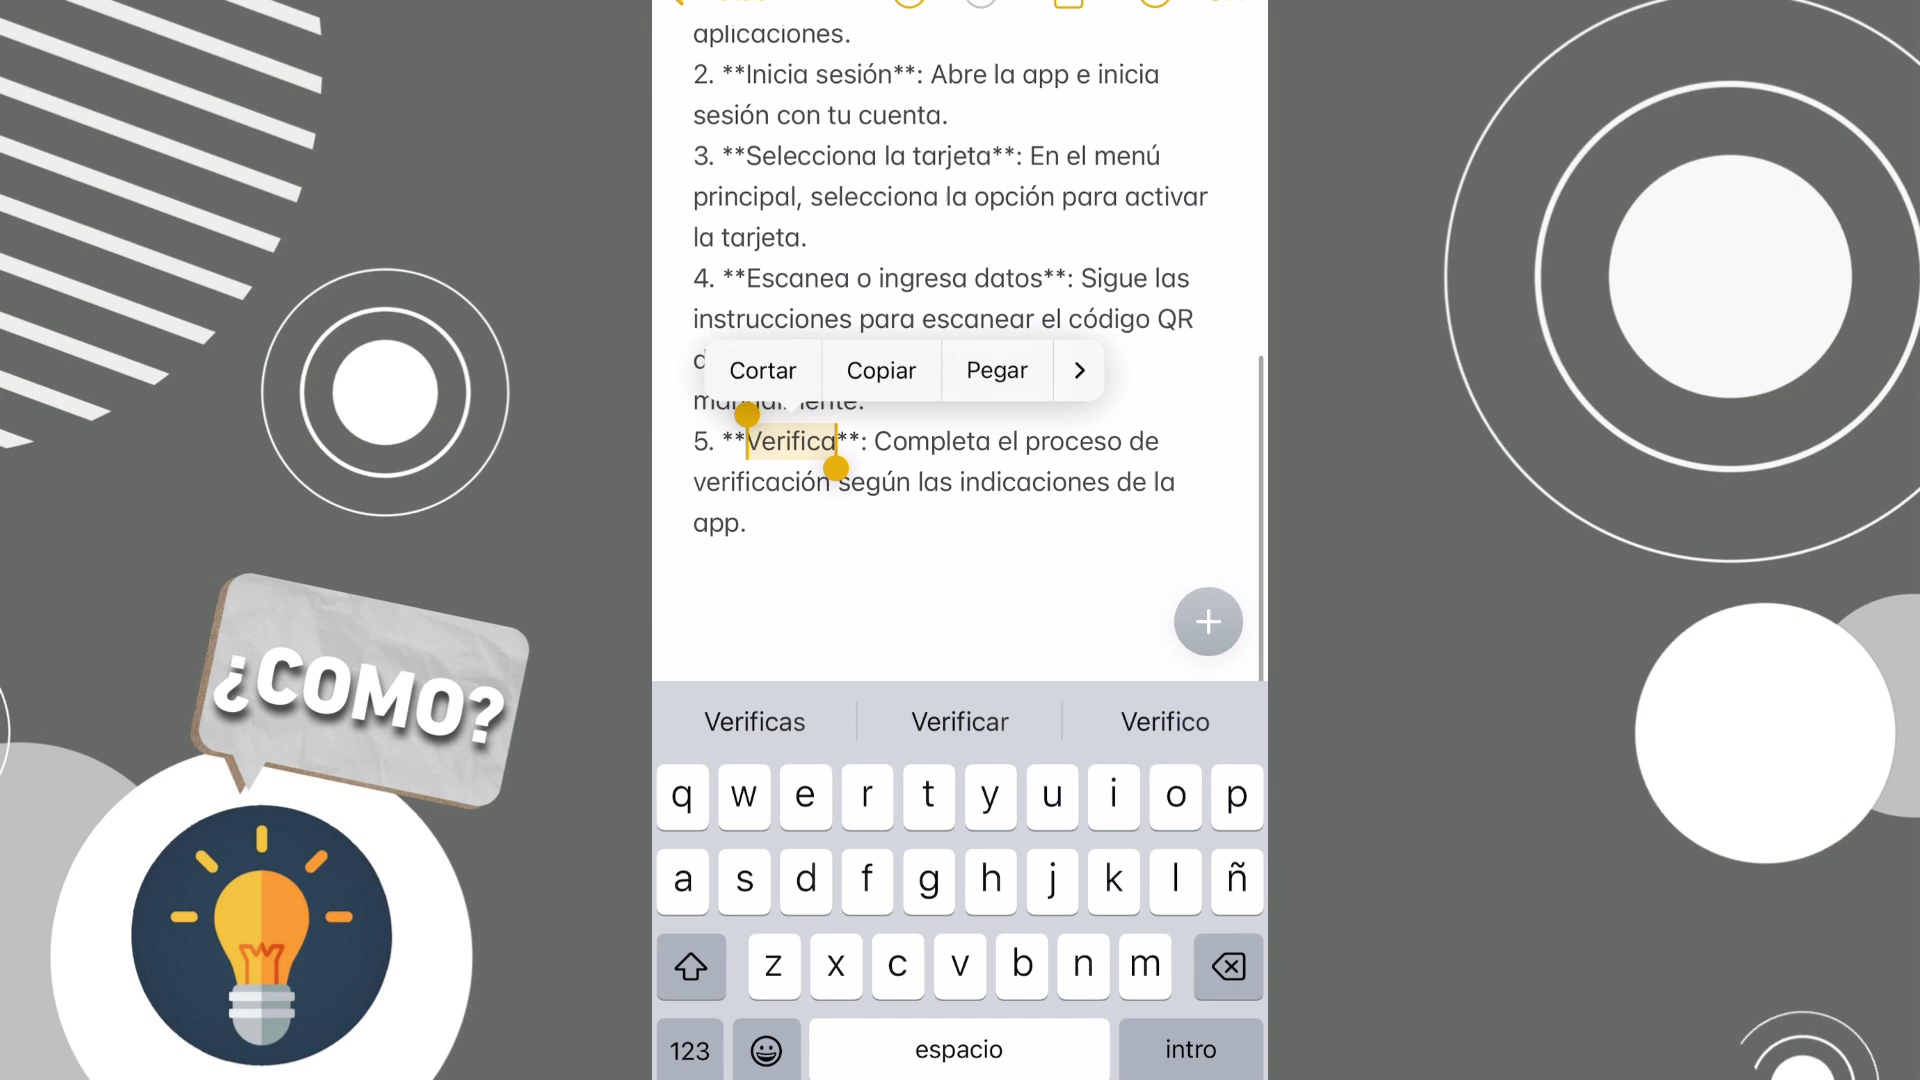 aplicaciones.
2. **Inicia sesión**: Abre la app e inicia
sesión con tu cuenta.
3. **Selecciona la tarjeta**: En el menú
principal, selecciona la opción para activar
la tarjeta.
4. **Escanea o ingresa datos**: Sigue las
instrucciones para escanear el código QR
Cortar Copiar Pegar
5. **Verifica**: Completa el proceso de
verificación según las indicaciones de la
app.
¿COMO?
Verificas Verificar Verifico
q w e r t y u i o p
a s d f g h j k l ñ
z x c v b n m
123 espacio intro